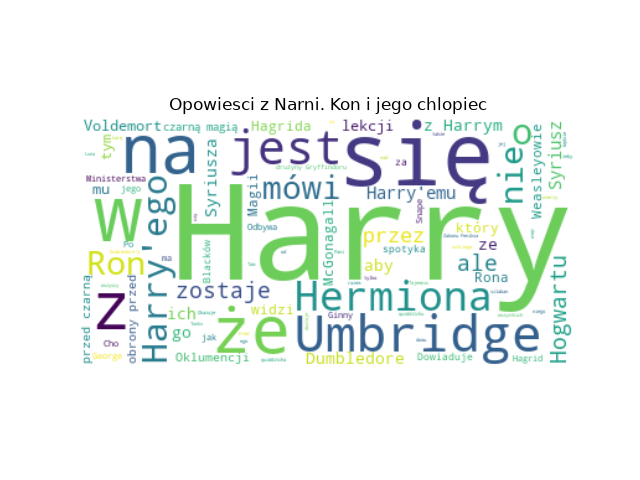 Opowiesci z Narni. Kon i jego chlopiec
Voldemort czarną magią Hagrida lekcji z Harrym o
tym na jest się nie Weasleyowie Syriusz
Ministerstwa mu jego Syriusza Magii mówi Harry'emu za
w Harry Harry'ego McGonagall Snape który
Odbywa przez spotyka ze
Ron ma Blacków aby ale Rona
z zostaje Hermiona Hogwartu
przed czarną obrony przed ich go że widzi Umbridge
Cho George jak Ginny
Oklumencji Dumbledore Dowiaduje Hagrid
drużyny Gryffindoru
Po